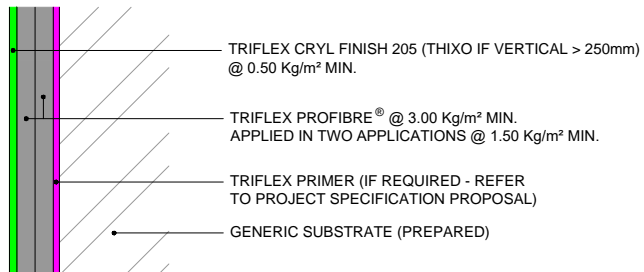 TRIFLEX CRYL FINISH 205 (THIXO IF VERTICAL > 250mm)
@ 0.50 Kg/m² MIN.
TRIFLEX PROFIBRE® @ 3.00 Kg/m² MIN.
APPLIED IN TWO APPLICATIONS @ 1.50 Kg/m² MIN.
TRIFLEX PRIMER (IF REQUIRED - REFER
TO PROJECT SPECIFICATION PROPOSAL)
GENERIC SUBSTRATE (PREPARED)